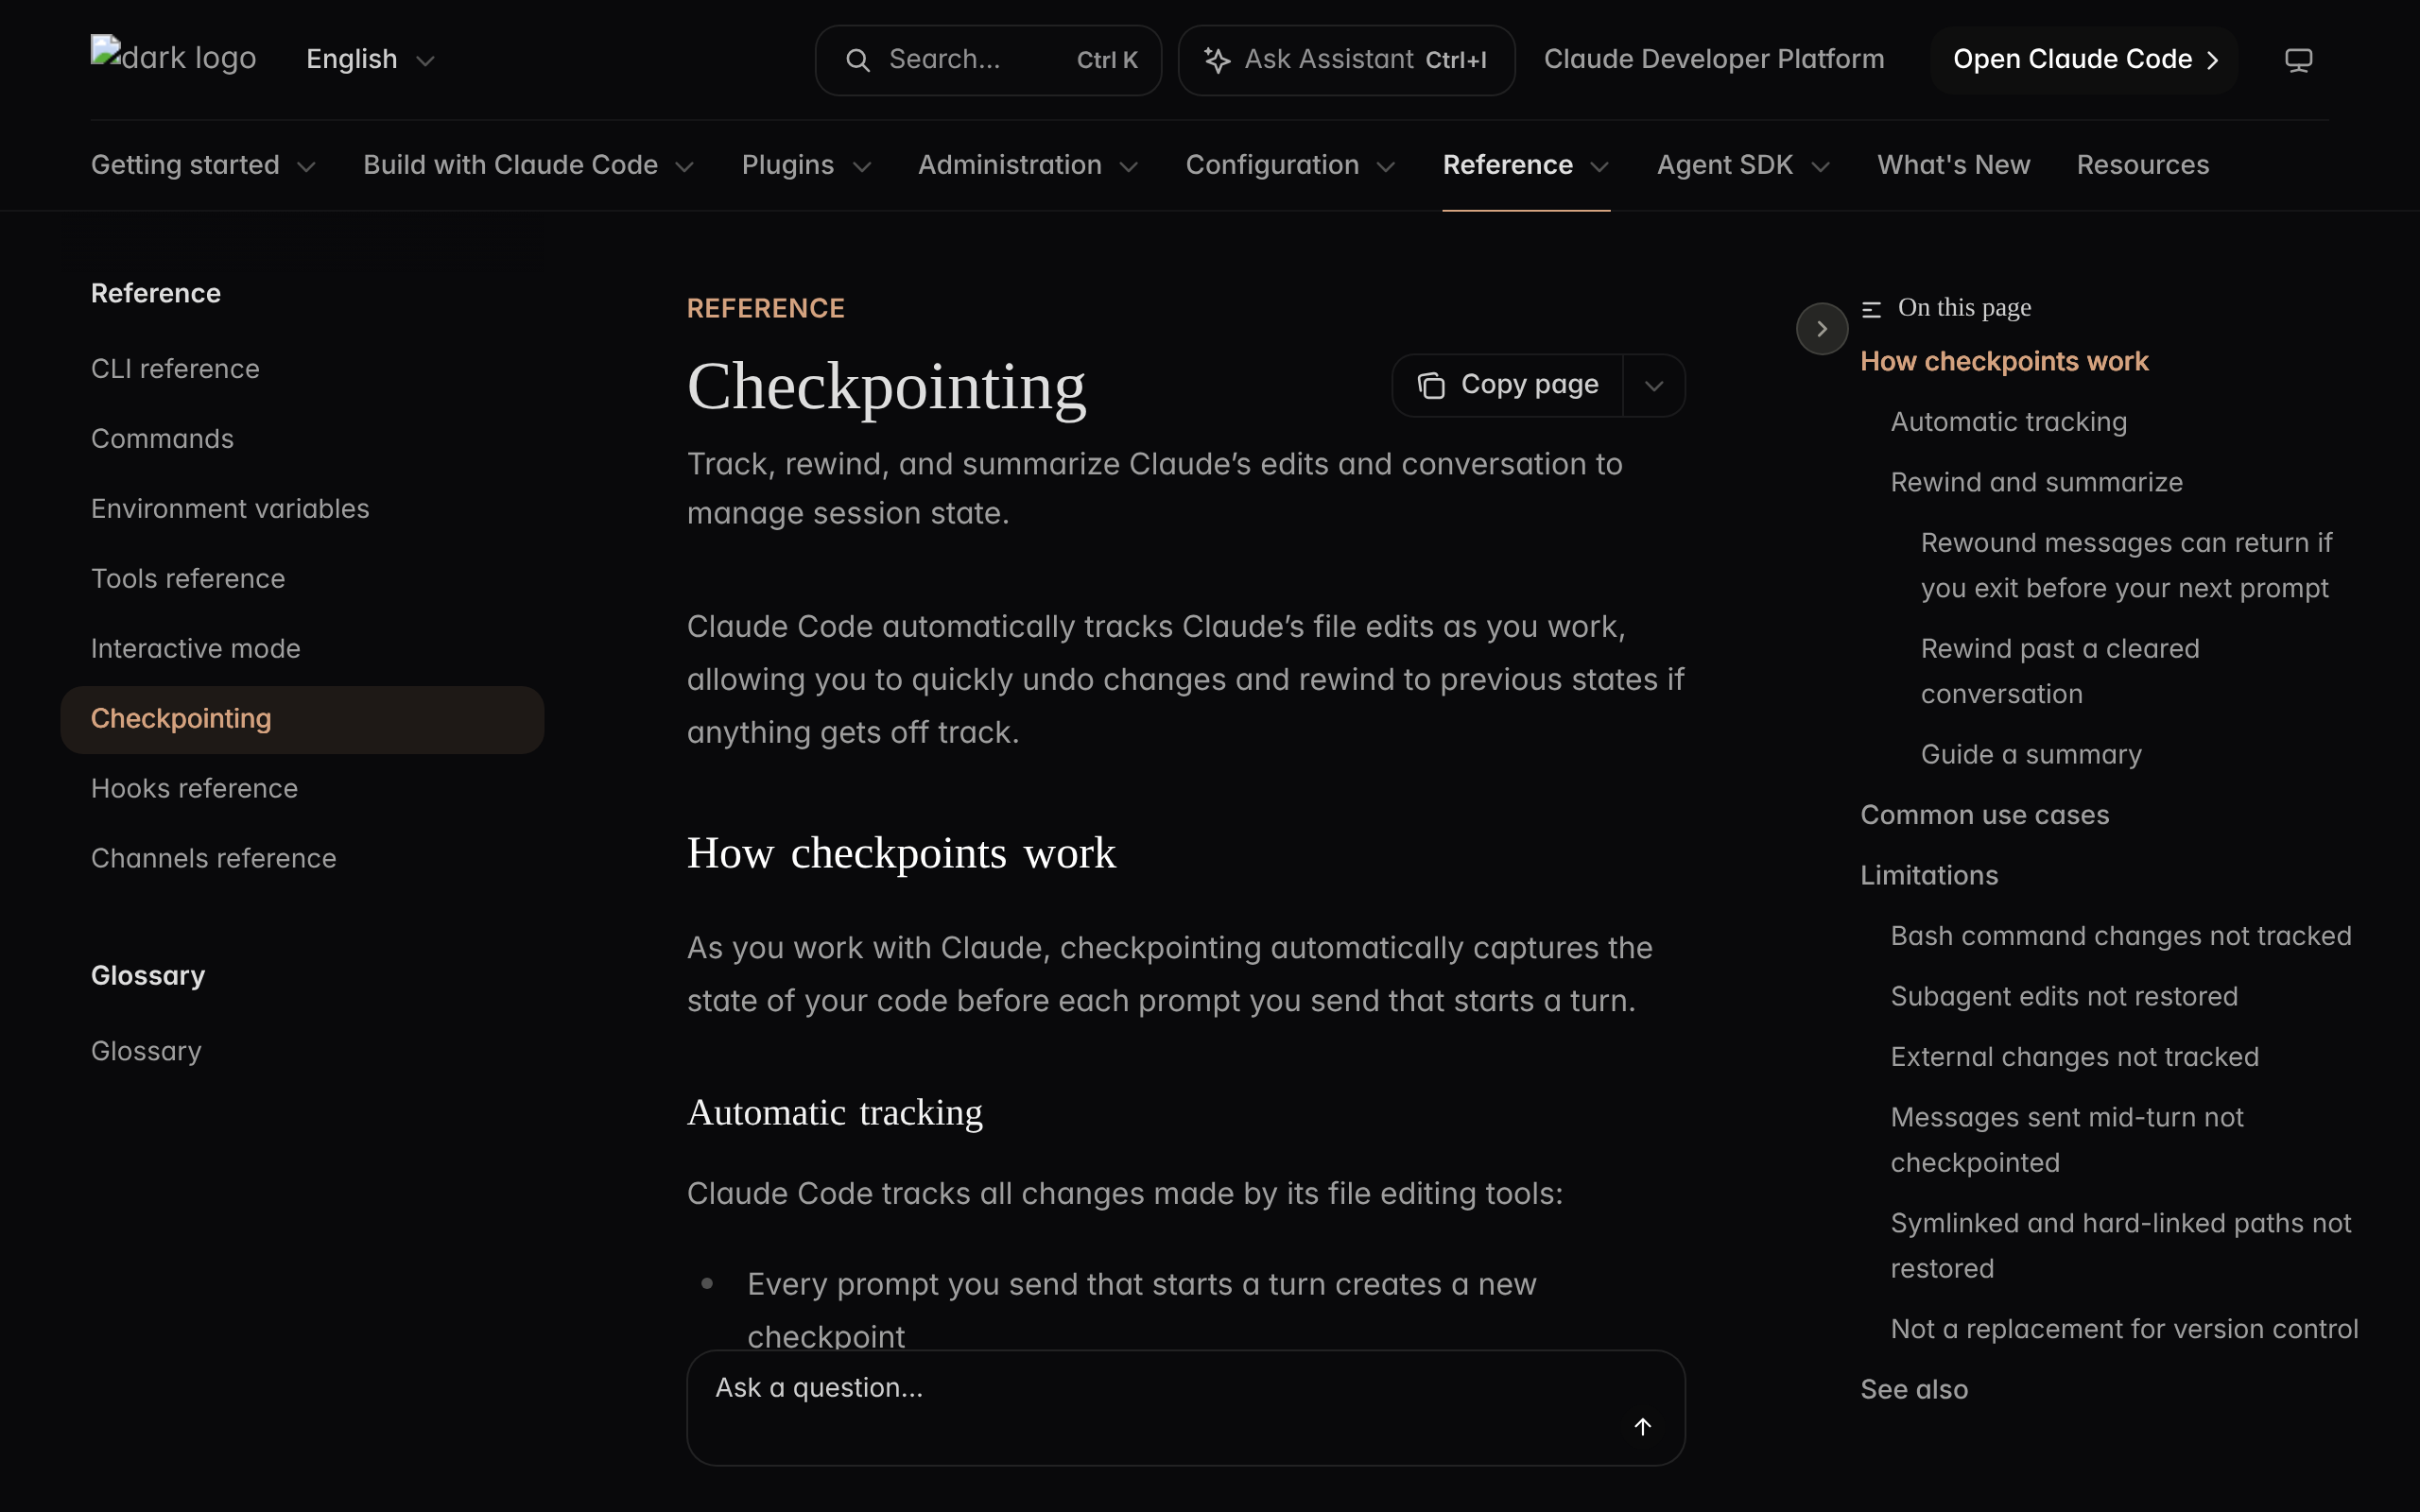 dark logo
English
Search...
Ctrl K
Ask Assistant
Ctrl+I
Claude Developer Platform
Open Claude Code
Getting started
Build with Claude Code
Plugins
Administration
Configuration
Reference
Agent SDK
What's New
Resources
Reference
CLI reference
Commands
Environment variables
Tools reference
Interactive mode
Checkpointing
Hooks reference
Channels reference
Glossary
Glossary
REFERENCE
Checkpointing
Copy page
Track, rewind, and summarize Claude’s edits and conversation to
manage session state.
Claude Code automatically tracks Claude’s file edits as you work,
allowing you to quickly undo changes and rewind to previous states if
anything gets off track.
How checkpoints work
As you work with Claude, checkpointing automatically captures the
state of your code before each prompt you send that starts a turn.
Automatic tracking
Claude Code tracks all changes made by its file editing tools:
Every prompt you send that starts a turn creates a new
checkpoint
Ask a question...
On this page
How checkpoints work
Automatic tracking
Rewind and summarize
Rewound messages can return if
you exit before your next prompt
Rewind past a cleared
conversation
Guide a summary
Common use cases
Limitations
Bash command changes not tracked
Subagent edits not restored
External changes not tracked
Messages sent mid-turn not
checkpointed
Symlinked and hard-linked paths not
restored
Not a replacement for version control
See also